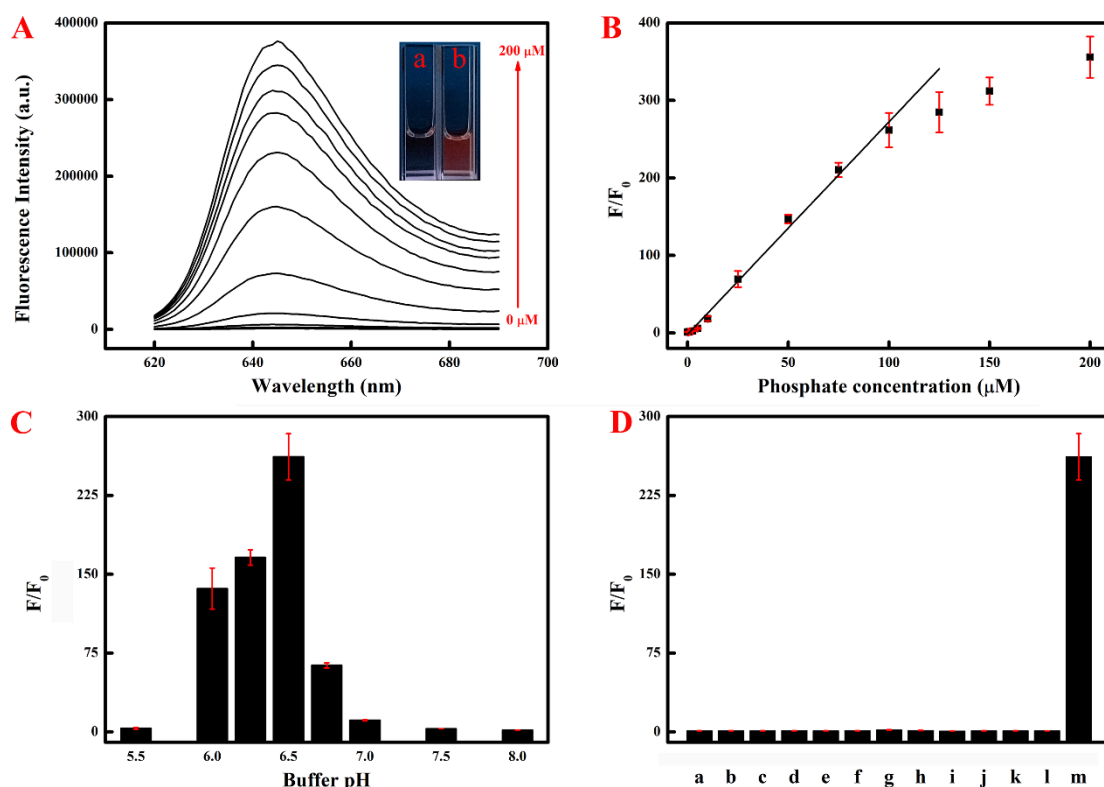 A
400000
300000
200000
100000
0
Fluorescence Intensity (a.u.)
620 640 660 680 700
Wavelength (nm)
a b
200 μM
0 μM
B
400
300
200
100
0
F/F0
0 50 100 150 200
Phosphate concentration (μM)
C
300
225
150
75
0
F/F0
5.5 6.0 6.5 7.0 7.5 8.0
Buffer pH
D
300
225
150
75
0
F/F0
a b c d e f g h i j k l m